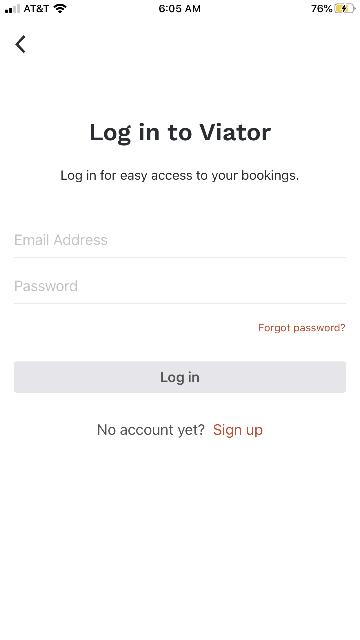 AT&T 6:05 AM 76%
Log in to Viator
Log in for easy access to your bookings.
Email Address
Password
Forgot password?
Log in
No account yet? Sign up